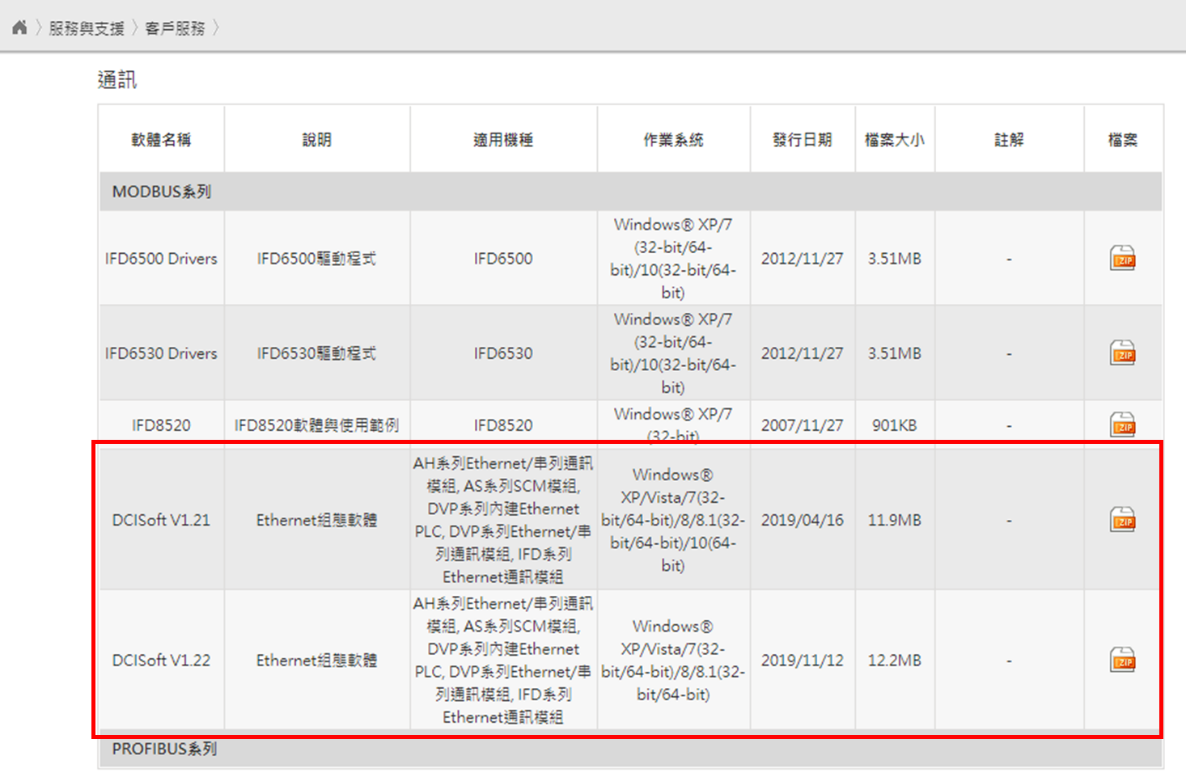 服務與支援 〉 客戶服務 〉
通訊
軟體名稱 說明 適用機種 作業系統 發行日期 檔案大小 註解 檔案
MODBUS系列
IFD6500 Drivers IFD6500驅動程式 IFD6500 Windows® XP/7
(32-bit/64-
bit)/10(32-bit/64-
bit) 2012/11/27 3.51MB - ZIP
IFD6530 Drivers IFD6530驅動程式 IFD6530 Windows® XP/7
(32-bit/64-
bit)/10(32-bit/64-
bit) 2012/11/27 3.51MB - ZIP
IFD8520 IFD8520軟體與使用範例 IFD8520 Windows® XP/7
(32-bit) 2007/11/27 901KB - ZIP
DCISoft V1.21 Ethernet組態軟體 AH系列Ethernet/串列通訊
模組, AS系列SCM模組,
DVP系列內建Ethernet
PLC, DVP系列Ethernet/串
列通訊模組, IFD系列
Ethernet通訊模組 Windows®
XP/Vista/7(32-
bit/64-bit)/8/8.1(32-
bit/64-bit)/10(64-
bit) 2019/04/16 11.9MB - ZIP
DCISoft V1.22 Ethernet組態軟體 AH系列Ethernet/串列通訊
模組, AS系列SCM模組,
DVP系列內建Ethernet
PLC, DVP系列Ethernet/串
列通訊模組, IFD系列
Ethernet通訊模組 Windows®
XP/Vista/7(32-
bit/64-bit)/8/8.1(32-
bit/64-bit) 2019/11/12 12.2MB - ZIP
PROFIBUS系列